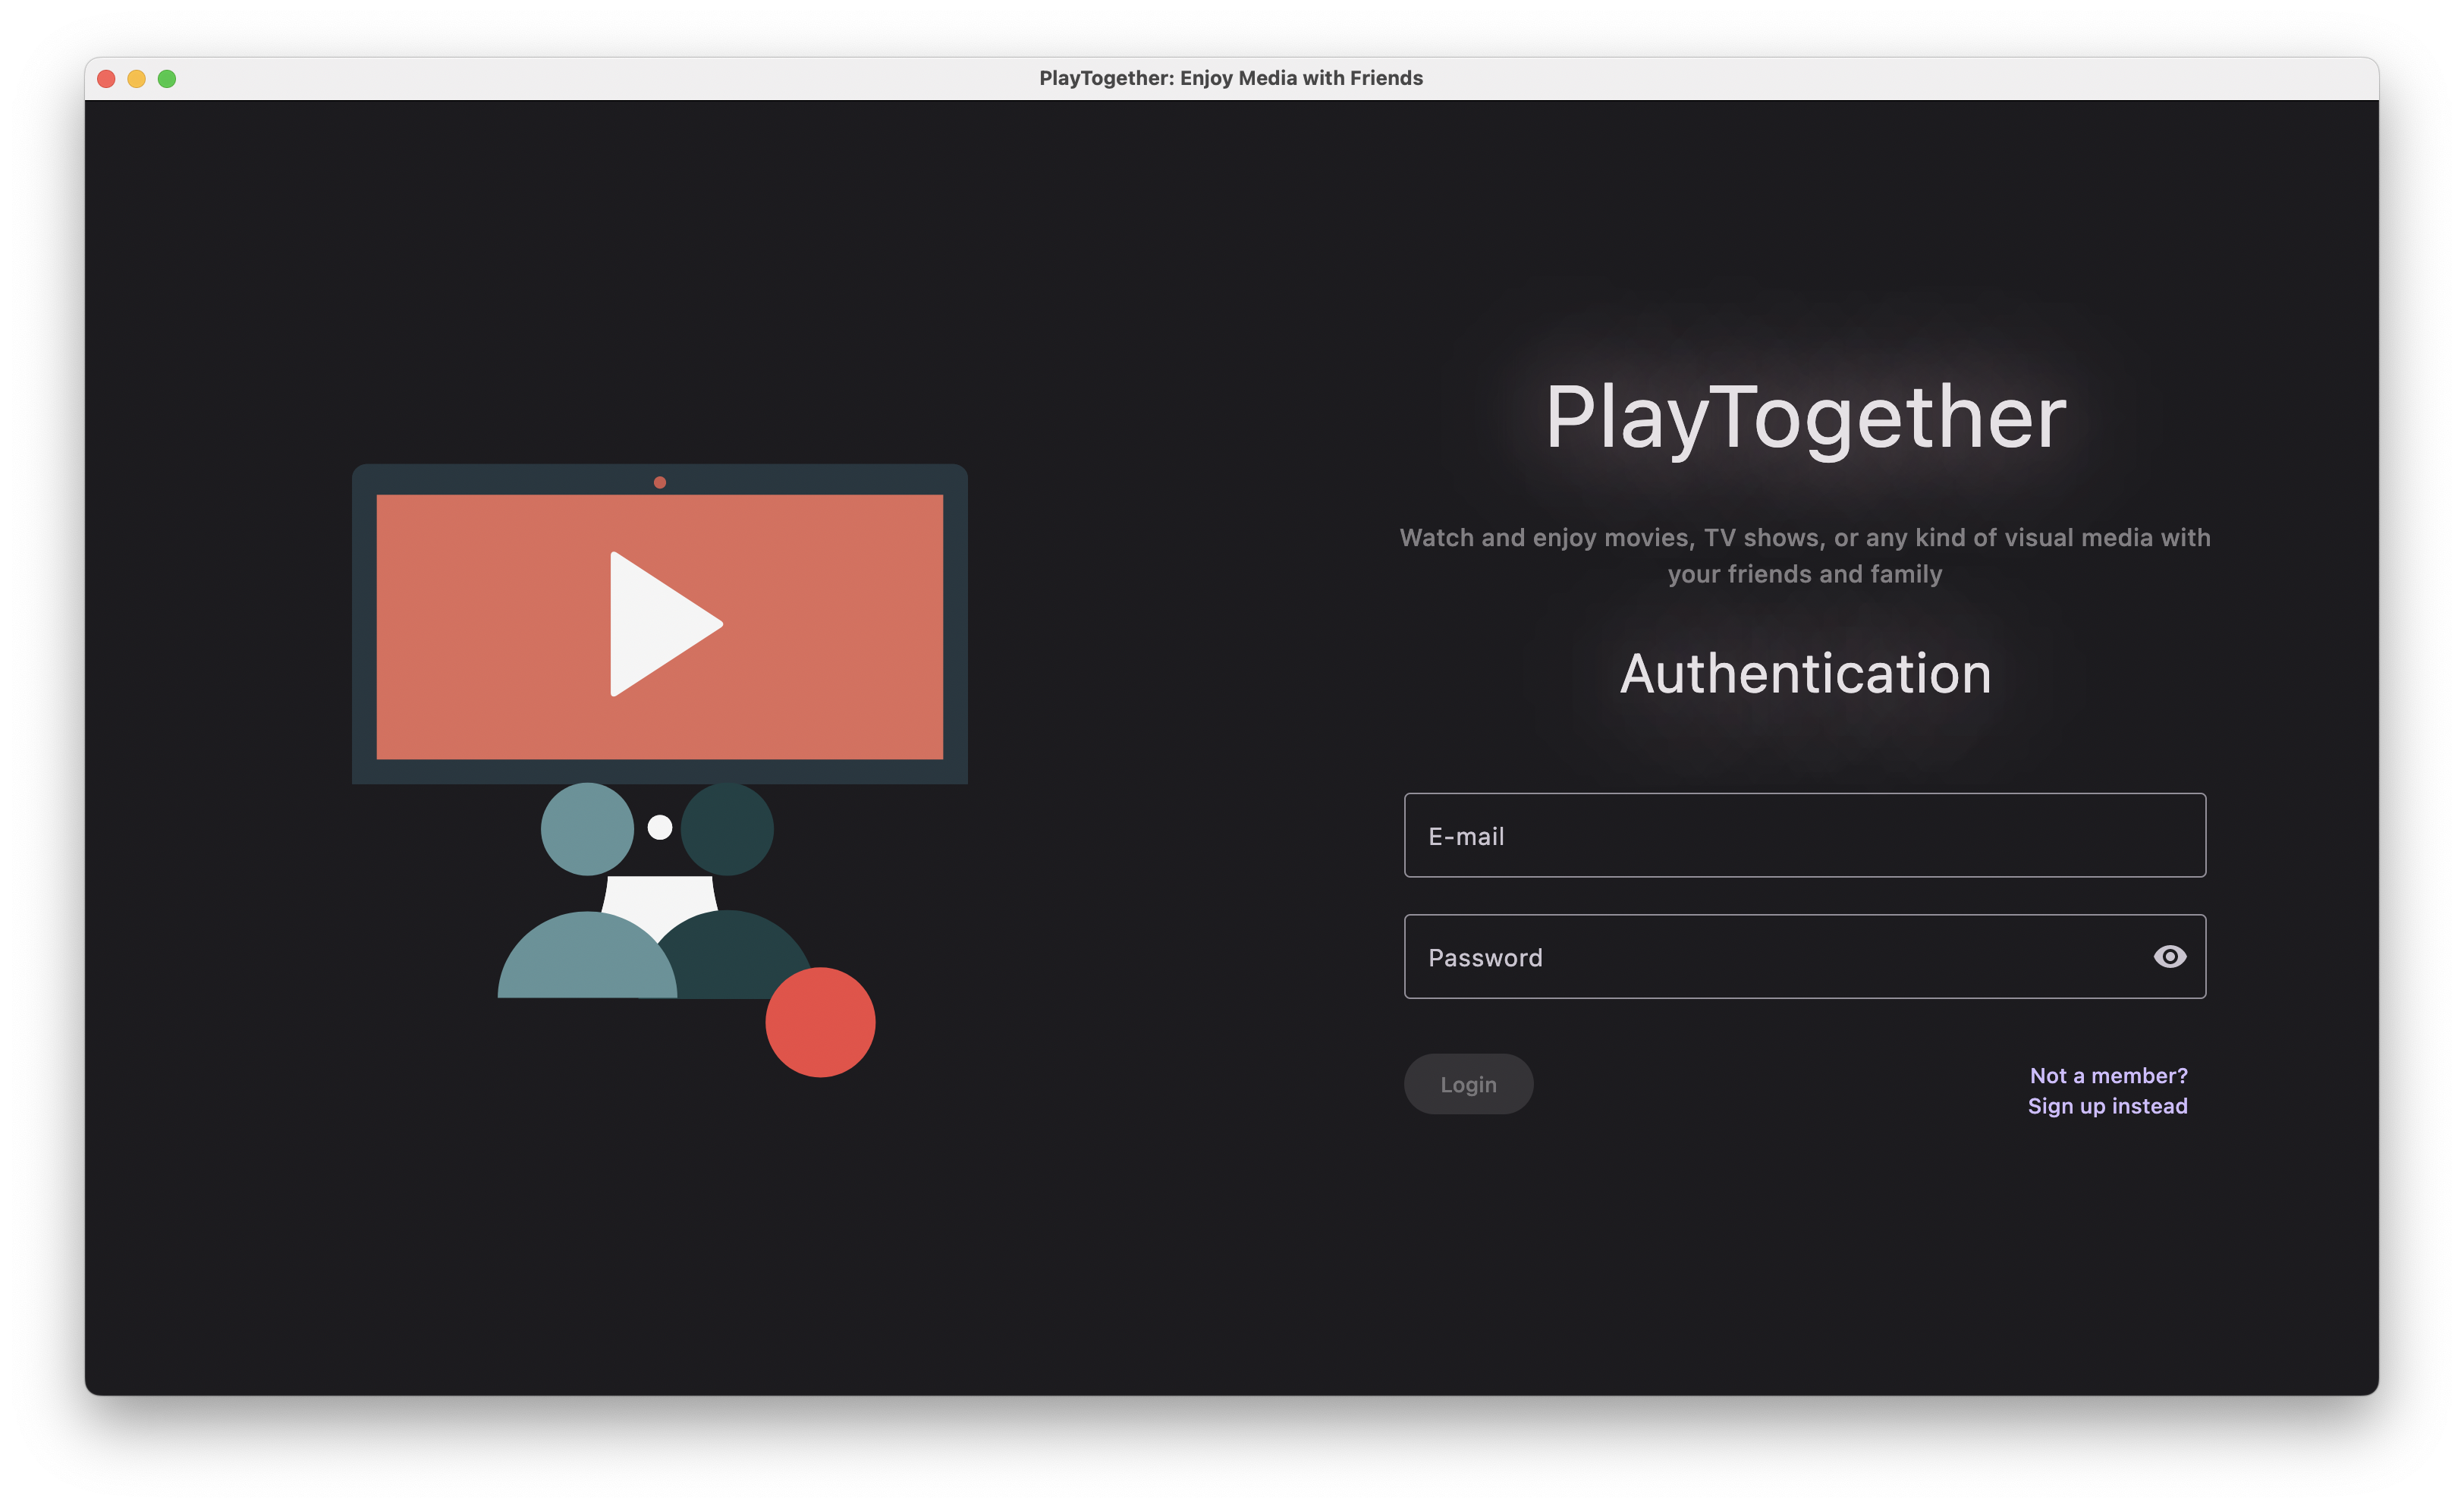 PlayTogether: Enjoy Media with Friends
PlayTogether
Watch and enjoy movies, TV shows, or any kind of visual media with
your friends and family
Authentication
E-mail
Password
Login
Not a member?
Sign up instead